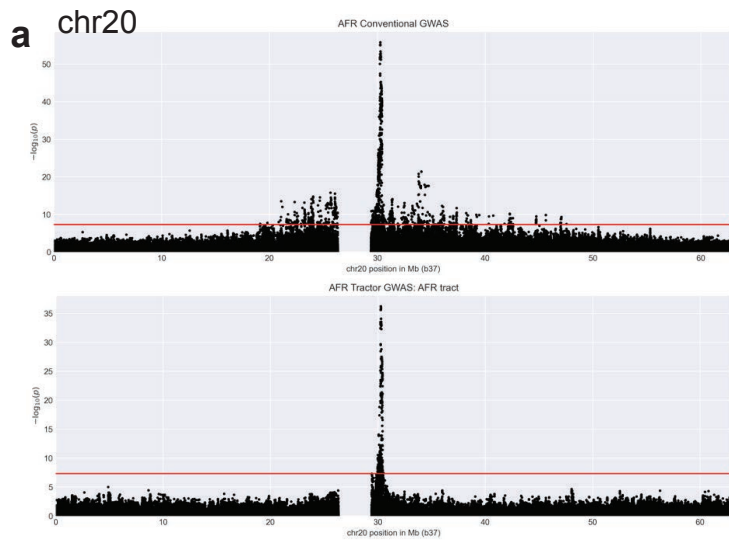 a chr20
AFR Conventional GWAS
50
40
30
20
10
0
−log₁₀(p)
0 10 20 30 40 50 60
chr20 position in Mb (b37)
AFR Tractor GWAS: AFR tract
35
30
25
20
15
10
5
0
−log₁₀(p)
0 10 20 30 40 50 60
chr20 position in Mb (b37)